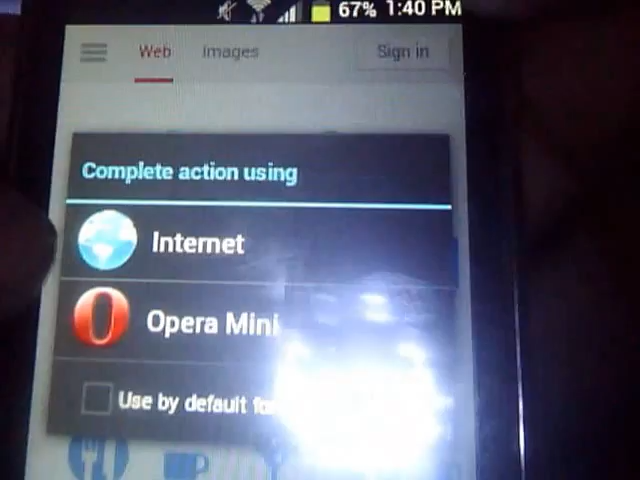 67% 1:40 PM
Web Images Sign in
Complete action using
Internet
Opera Mini
Use by default